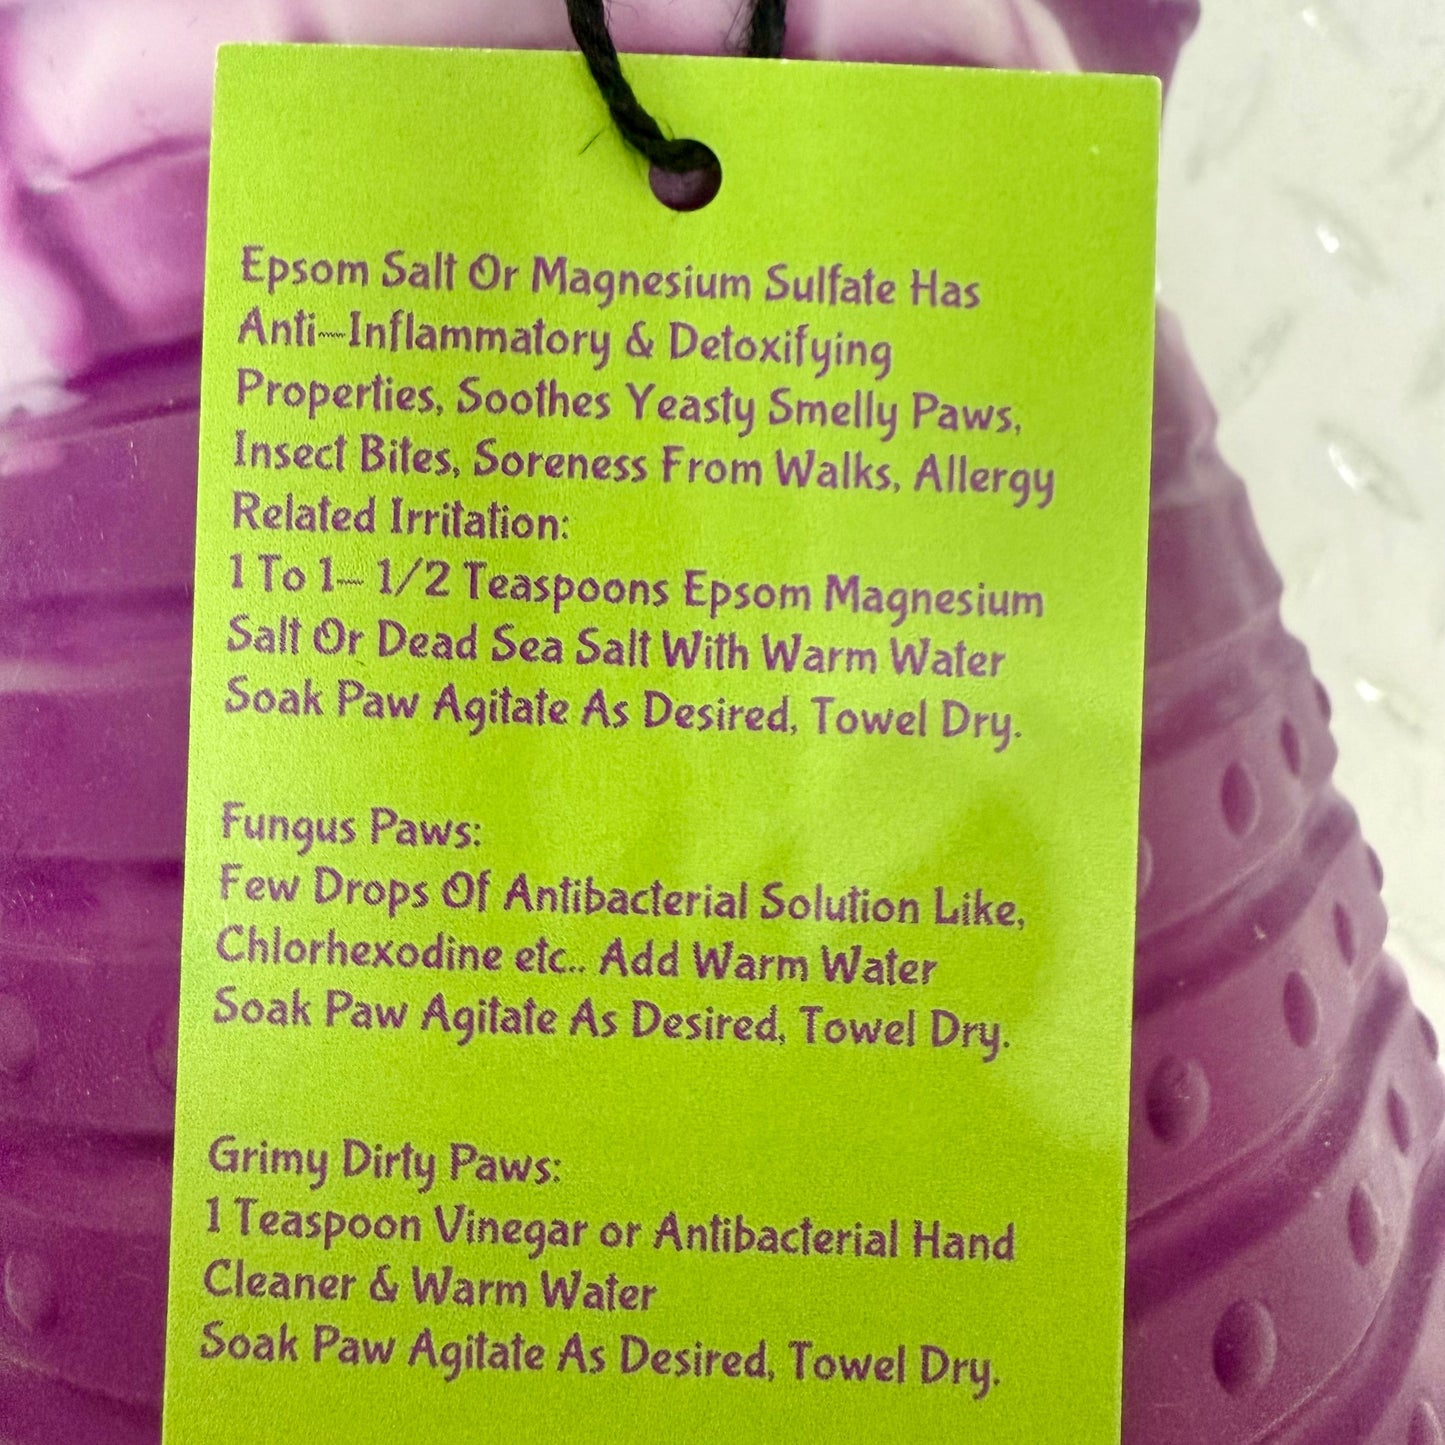 Epsom Salt Or Magnesium Sulfate Has
Anti-Inflammatory & Detoxifying
Properties, Soothes Yeasty Smelly Paws,
Insect Bites, Soreness From Walks, Allergy
Related Irritation:
1 To 1- 1/2 Teaspoons Epsom Magnesium
Salt Or Dead Sea Salt With Warm Water
Soak Paw Agitate As Desired, Towel Dry.
Fungus Paws:
Few Drops Of Antibacterial Solution Like,
Chlorhexodine etc.. Add Warm Water
Soak Paw Agitate As Desired, Towel Dry.
Grimy Dirty Paws:
1 Teaspoon Vinegar or Antibacterial Hand
Cleaner & Warm Water
Soak Paw Agitate As Desired, Towel Dry.